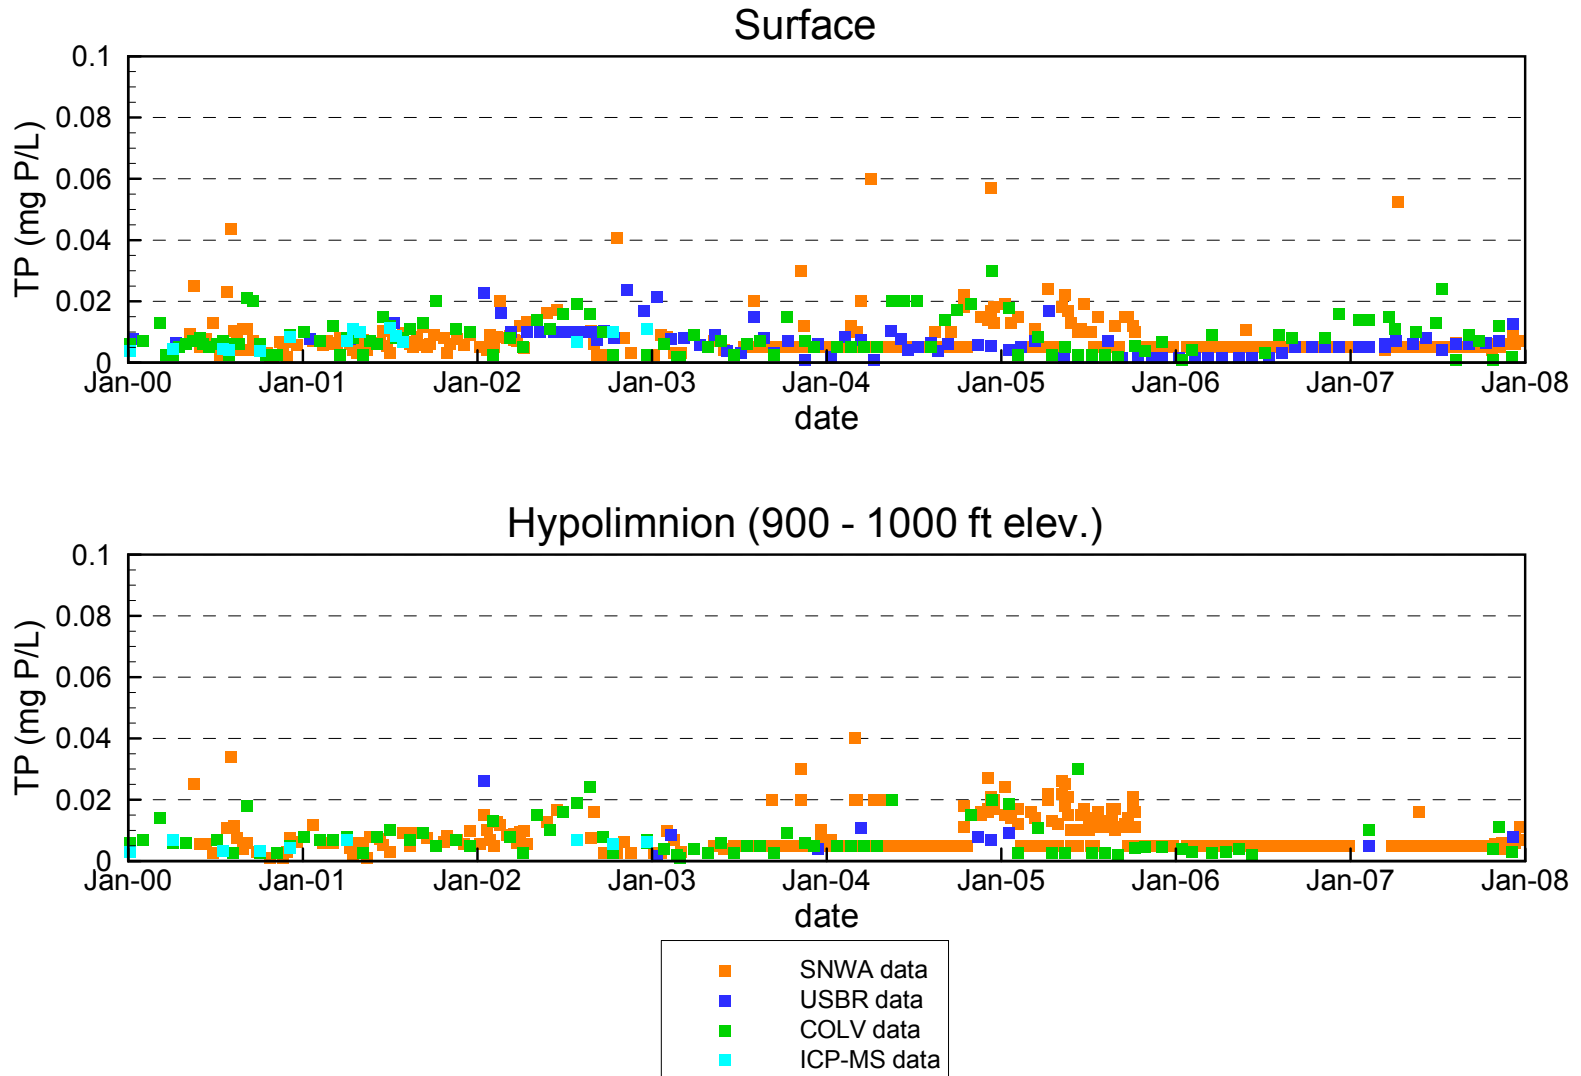 Surface
TP (mg P/L)
0.1
0.08
0.06
0.04
0.02
0
Jan-00 Jan-01 Jan-02 Jan-03 Jan-04 Jan-05 Jan-06 Jan-07 Jan-08
date
Hypolimnion (900 - 1000 ft elev.)
TP (mg P/L)
0.1
0.08
0.06
0.04
0.02
0
Jan-00 Jan-01 Jan-02 Jan-03 Jan-04 Jan-05 Jan-06 Jan-07 Jan-08
date
SNWA data
USBR data
COLV data
ICP-MS data